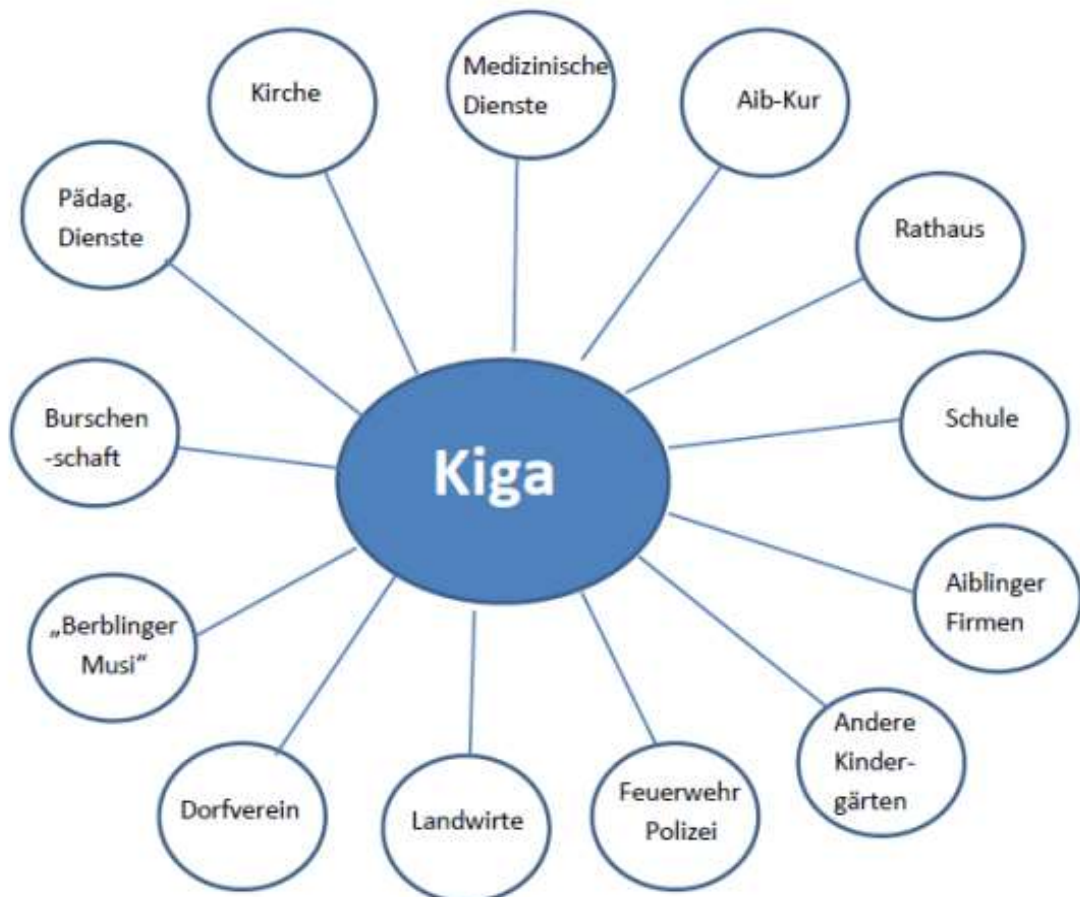 Kirche
Medizinische
Dienste
Aib-Kur
Pädag.
Dienste
Rathaus
Burschen
-schaft
Kiga
Schule
„Berblinger
Musi“
Aiblinger
Firmen
Dorfverein
Landwirte
Feuerwehr
Polizei
Andere
Kinder-
gärten